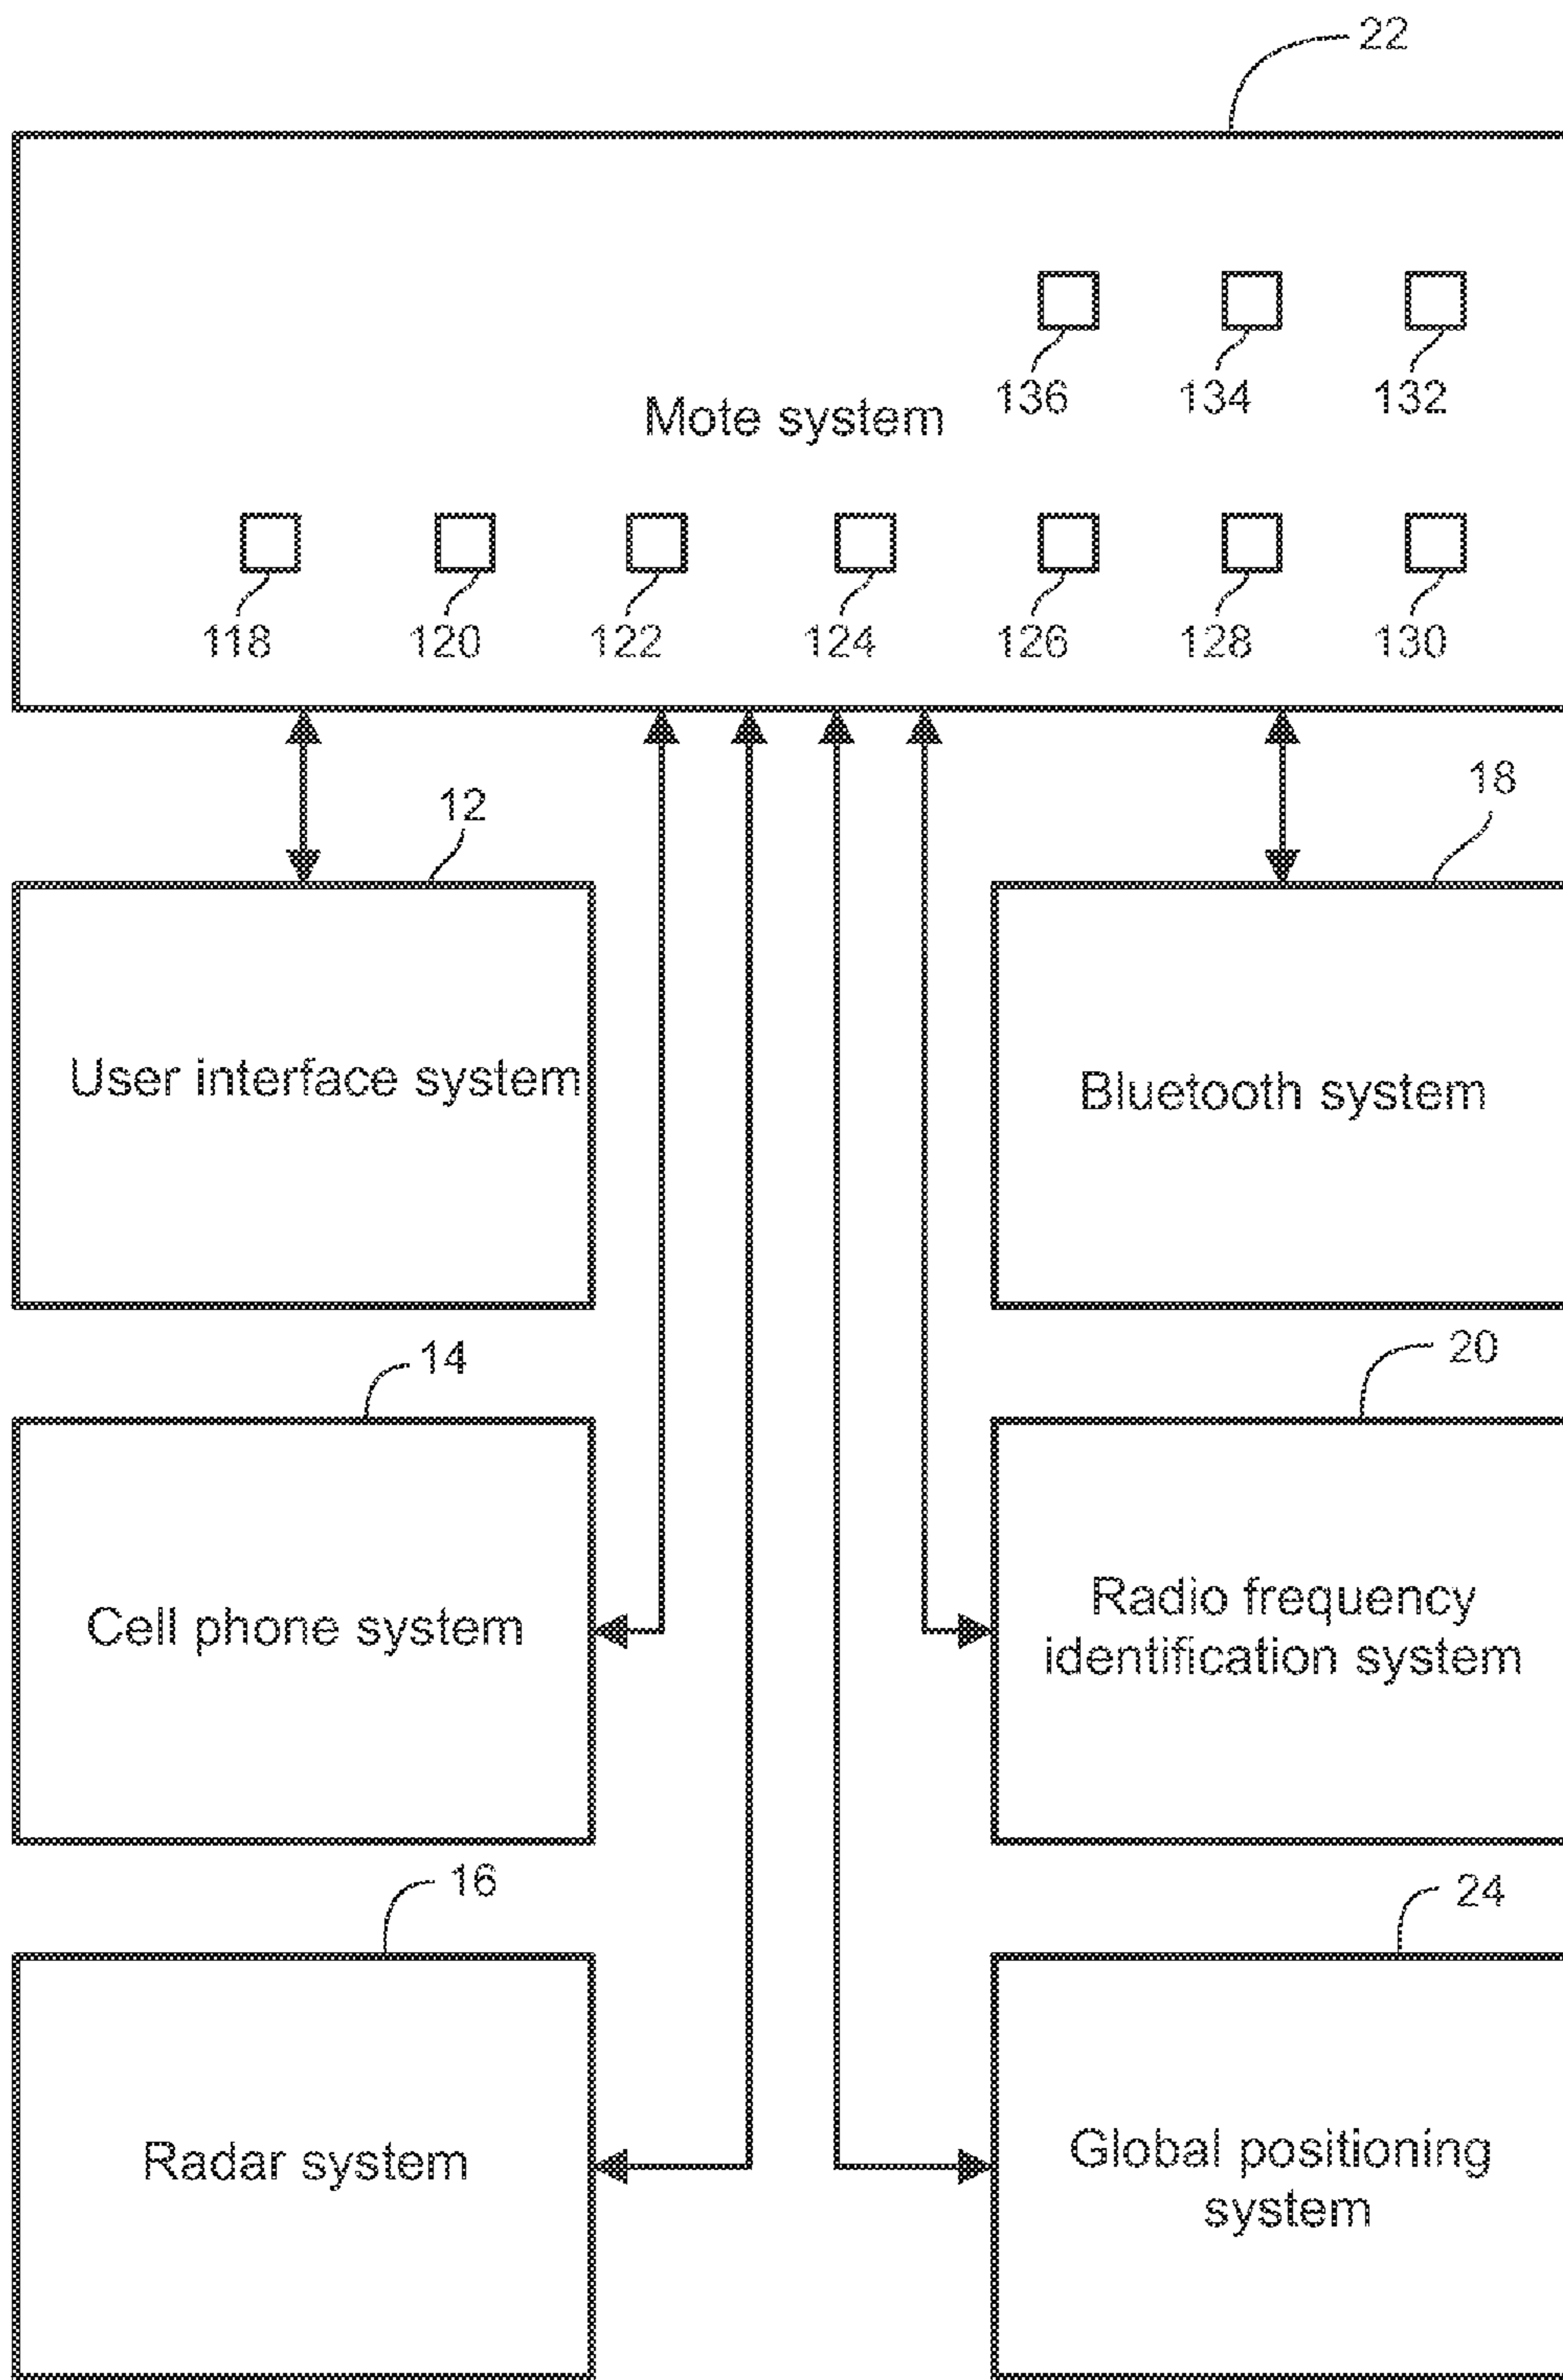 22
136 134 132
Mote system
118 120 122 124 126 128 130
12
18
User interface system
Bluetooth system
14
20
Cell phone system
Radio frequency
identification system
16
24
Radar system
Global positioning
system